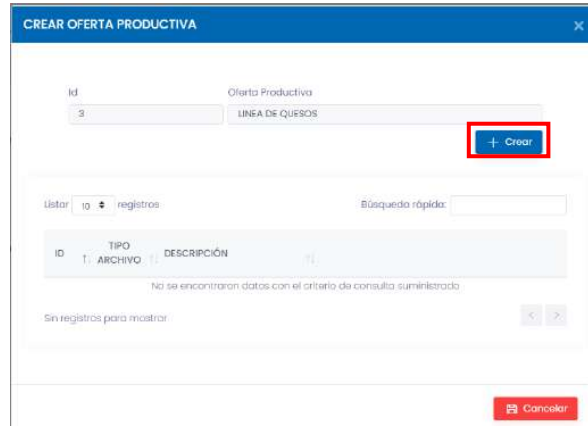 CREAR OFERTA PRODUCTIVA ×
Id Oferta Productiva
3 LINEA DE QUESOS
+ Crear
Listar 10 registros Búsqueda rápida:
ID TIPO ARCHIVO DESCRIPCIÓN
No se encontraron datos con el criterio de consulta suministrado
Sin registros para mostrar < >
Cancelar